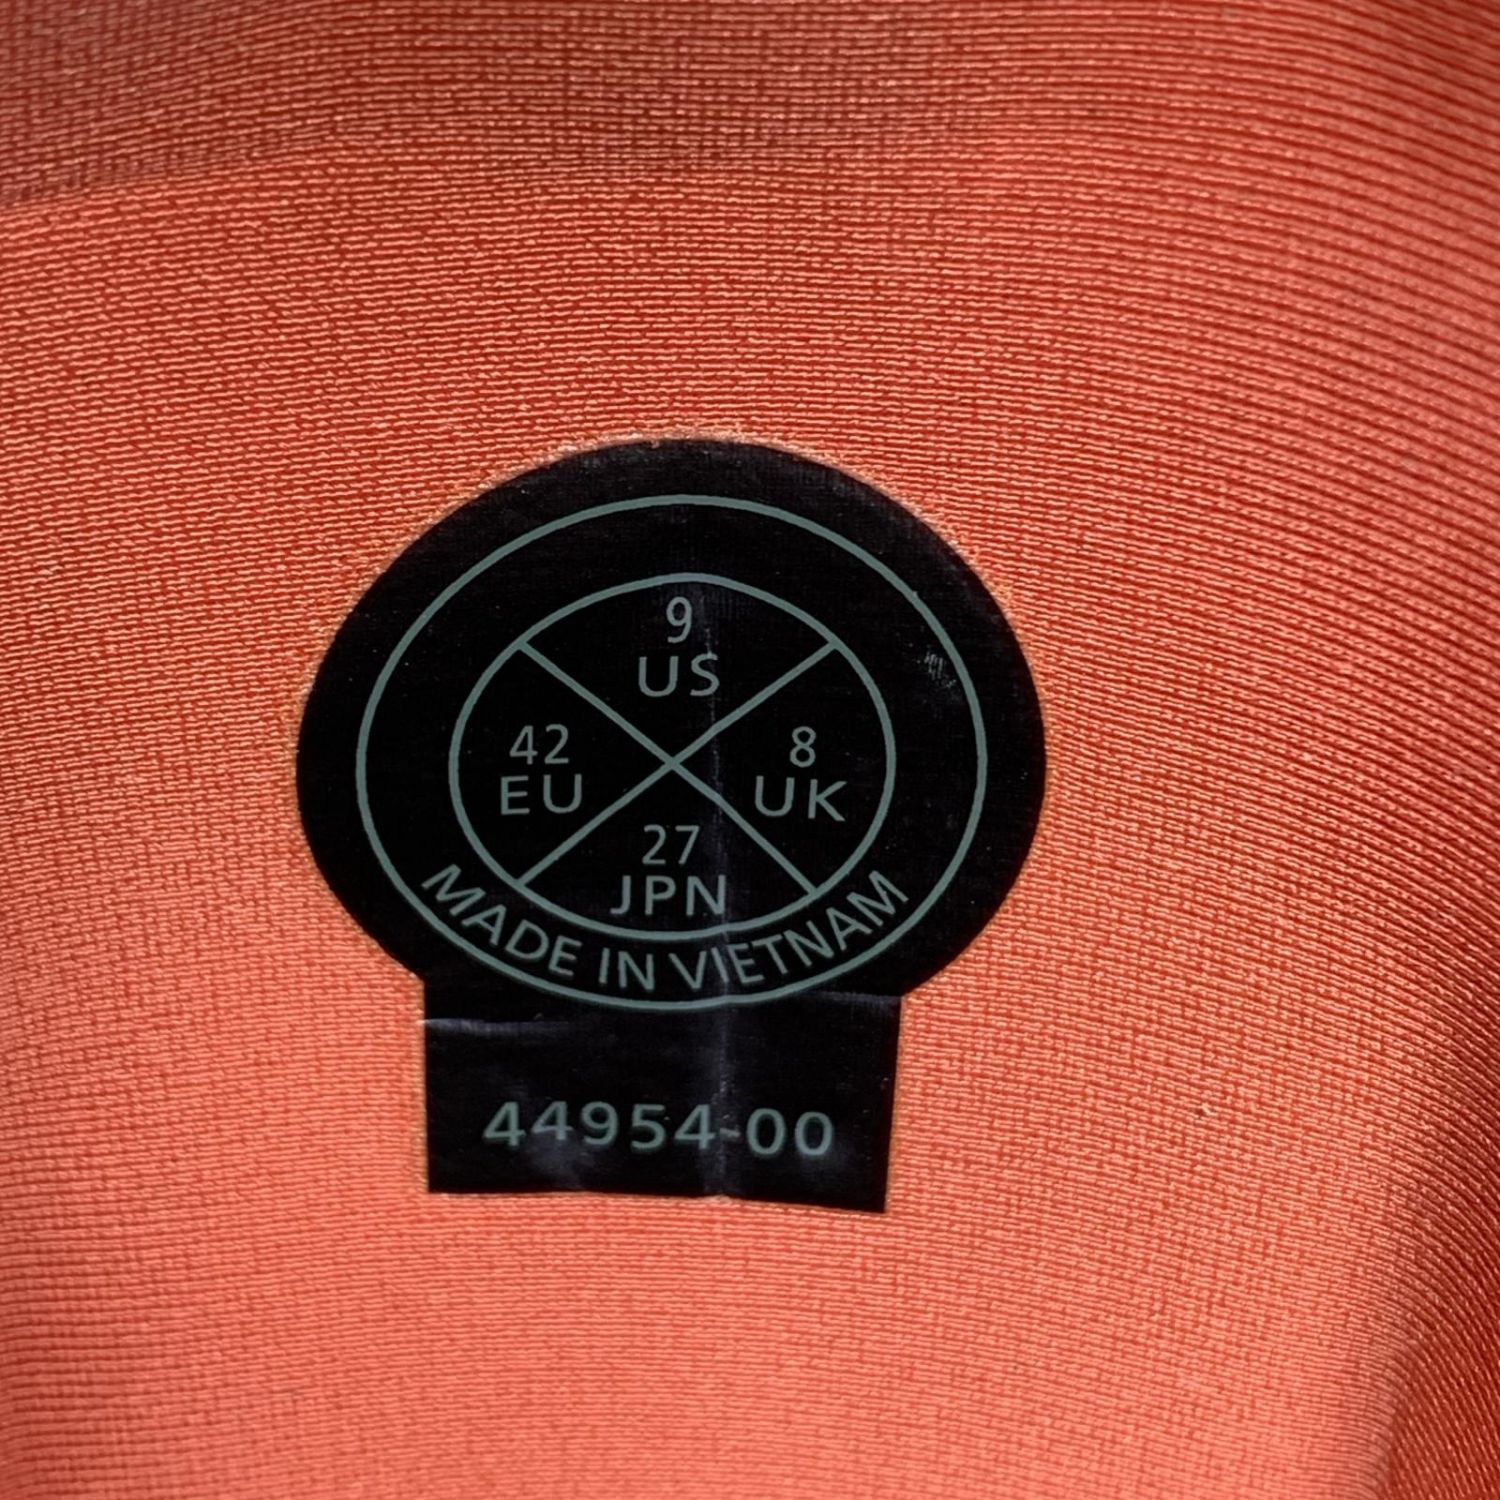 9
US
42
EU
8
UK
27
JPN
MADE IN VIETNAM
44954-00